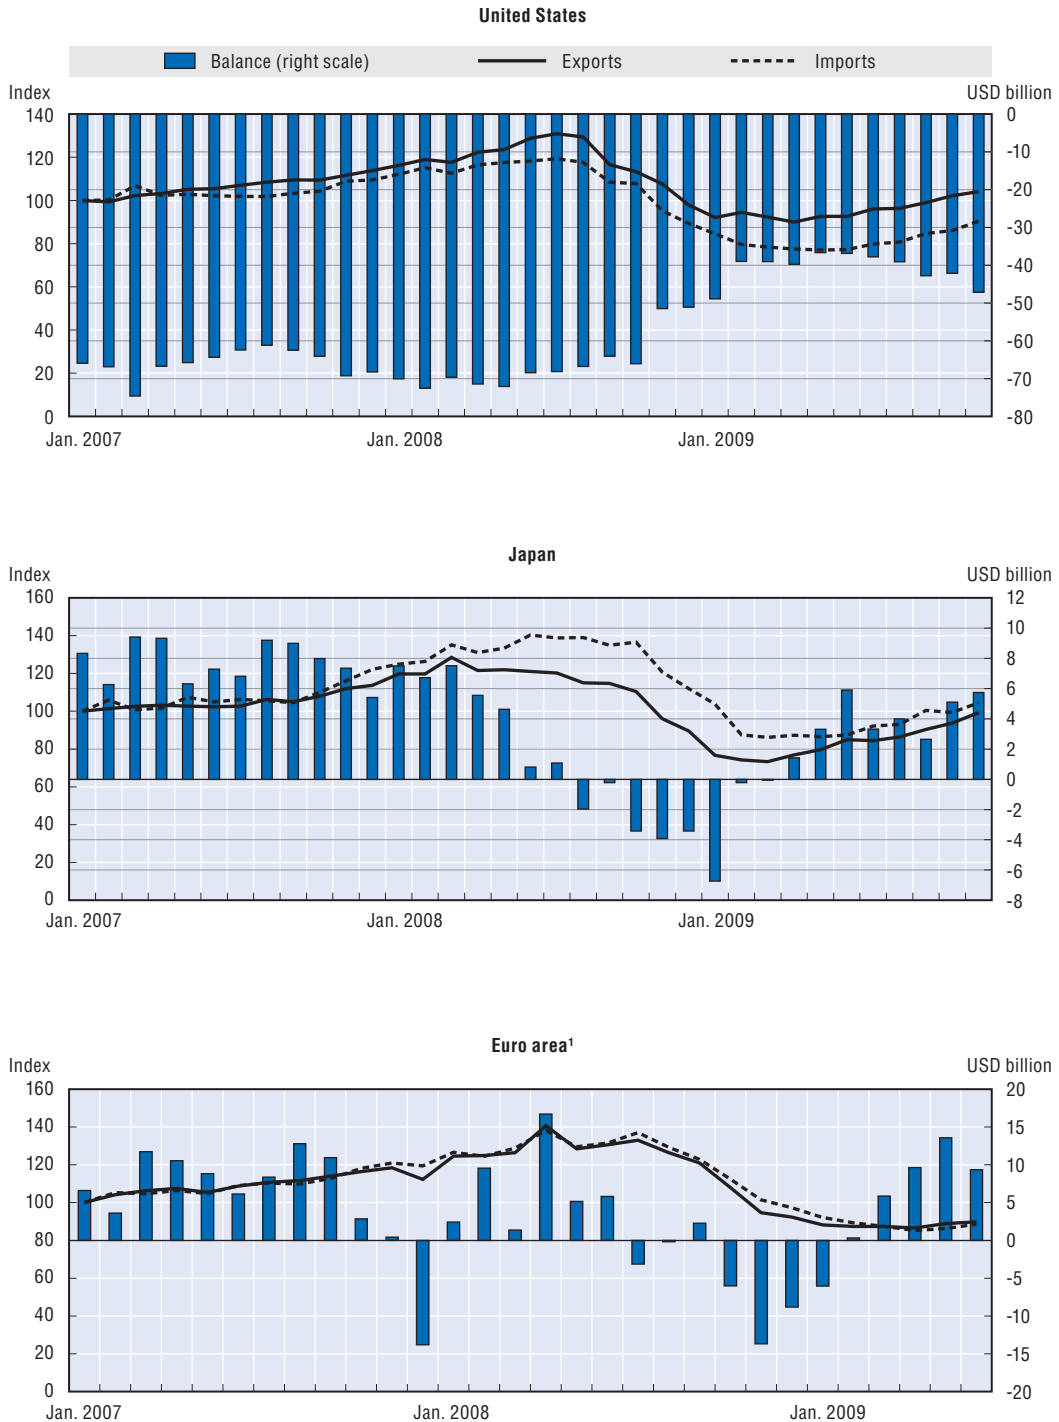 United States
Balance (right scale) Exports Imports
Index USD billion
140 0
120 -10
100 -20
80 -30
60 -40
40 -50
20 -60
0 -70
-80
Jan. 2007 Jan. 2008 Jan. 2009
Japan
Index USD billion
160 12
140 10
120 8
100 6
80 4
60 2
40 0
20 -2
0 -4
-6
-8
Jan. 2007 Jan. 2008 Jan. 2009
Euro area¹
Index USD billion
160 20
140 15
120 10
100 5
80 0
60 -5
40 -10
20 -15
0 -20
Jan. 2007 Jan. 2008 Jan. 2009